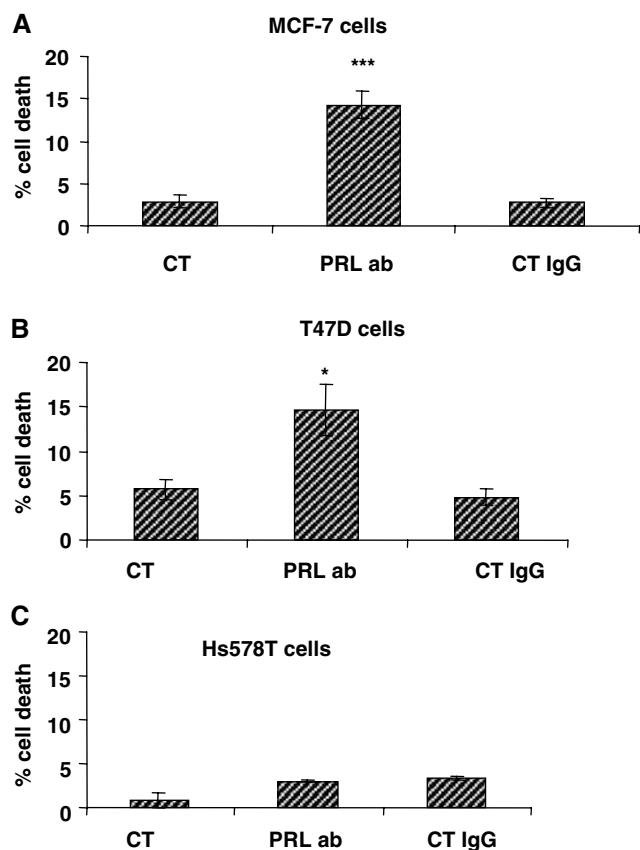 A
MCF-7 cells
% cell death
20
15
10
5
0
***
CT
PRL ab
CT IgG
B
T47D cells
% cell death
20
15
10
5
0
*
CT
PRL ab
CT IgG
C
Hs578T cells
% cell death
20
15
10
5
0
CT
PRL ab
CT IgG